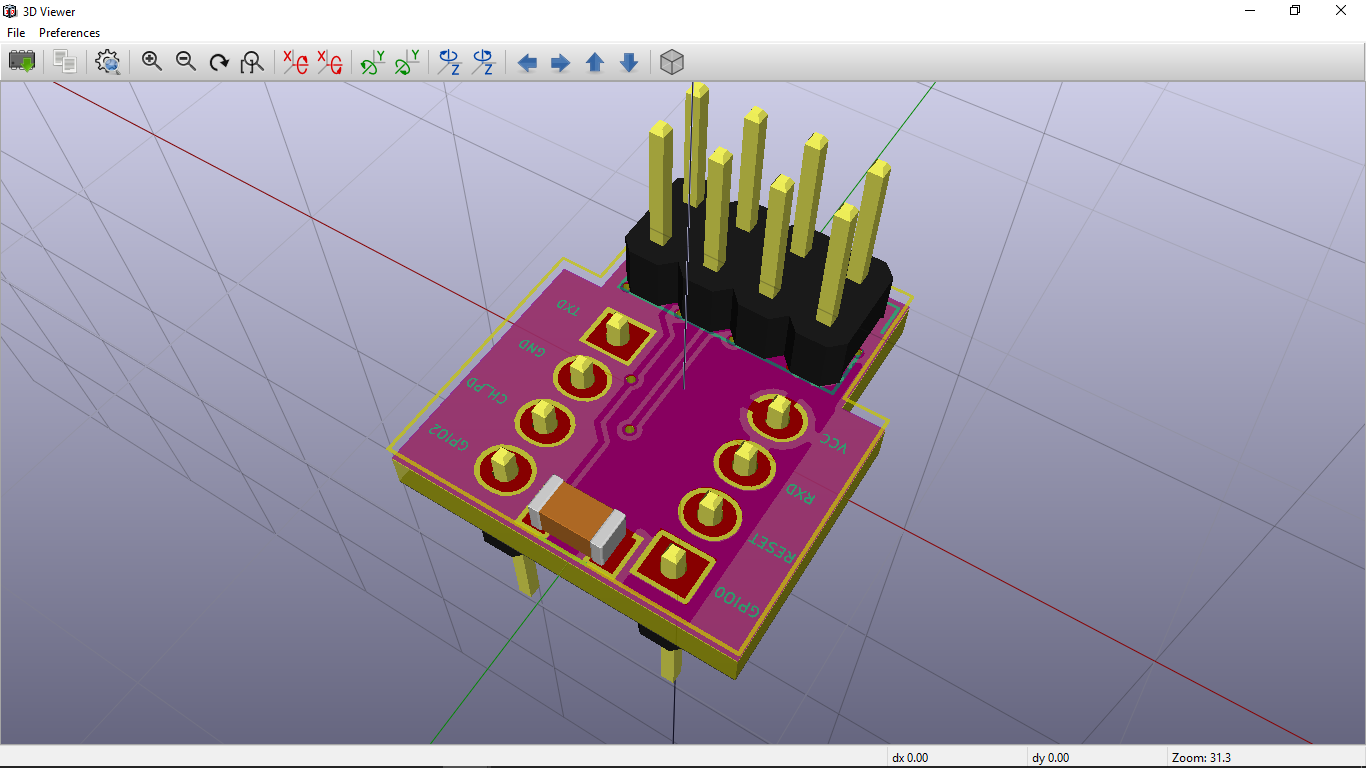 3D Viewer
File Preferences
X X Y Y Z Z
TXD
GND
CH_PD
GPIO2
VCC
RXD
RESET
GPIO0
dx 0.00 dy 0.00 Zoom: 31.3